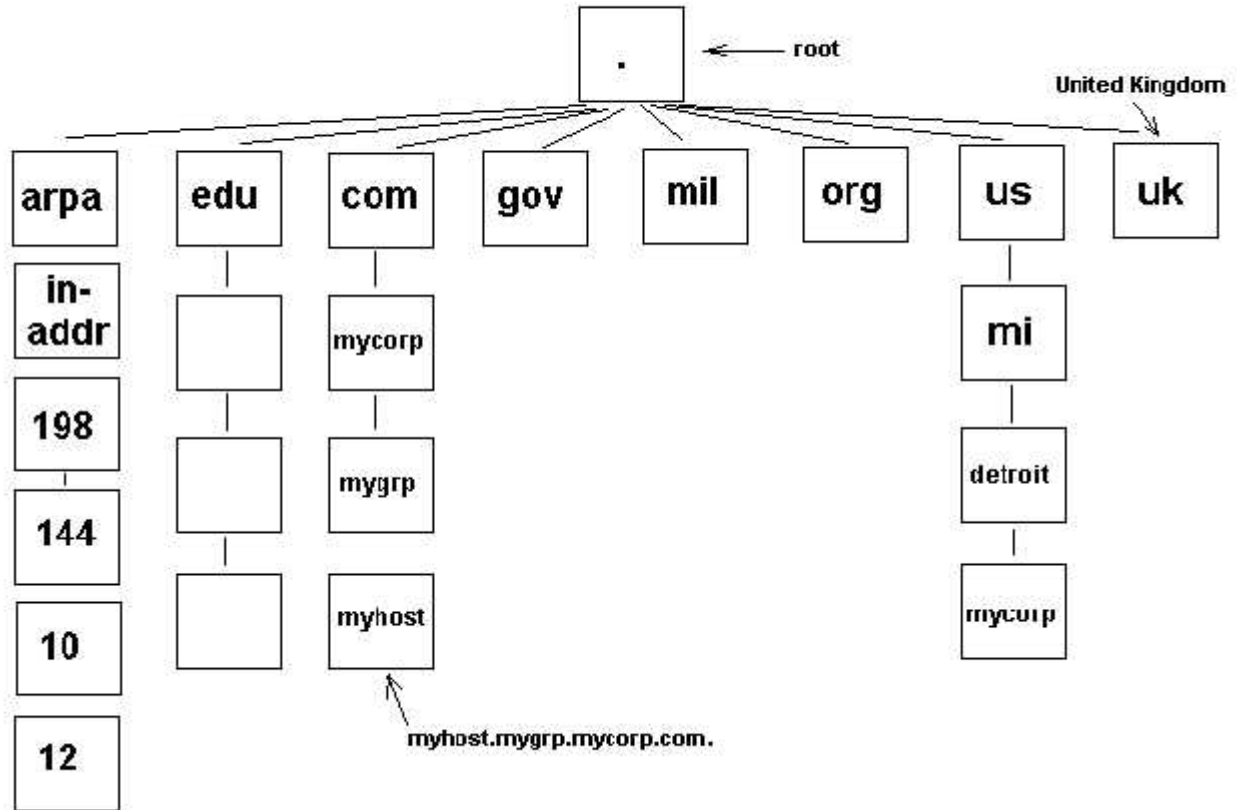 .
root
United Kingdom
arpa
edu
com
gov
mil
org
us
uk
in-
addr
mycorp
mi
198
mygrp
detroit
144
myhost
mycorp
10
myhost.mygrp.mycorp.com.
12